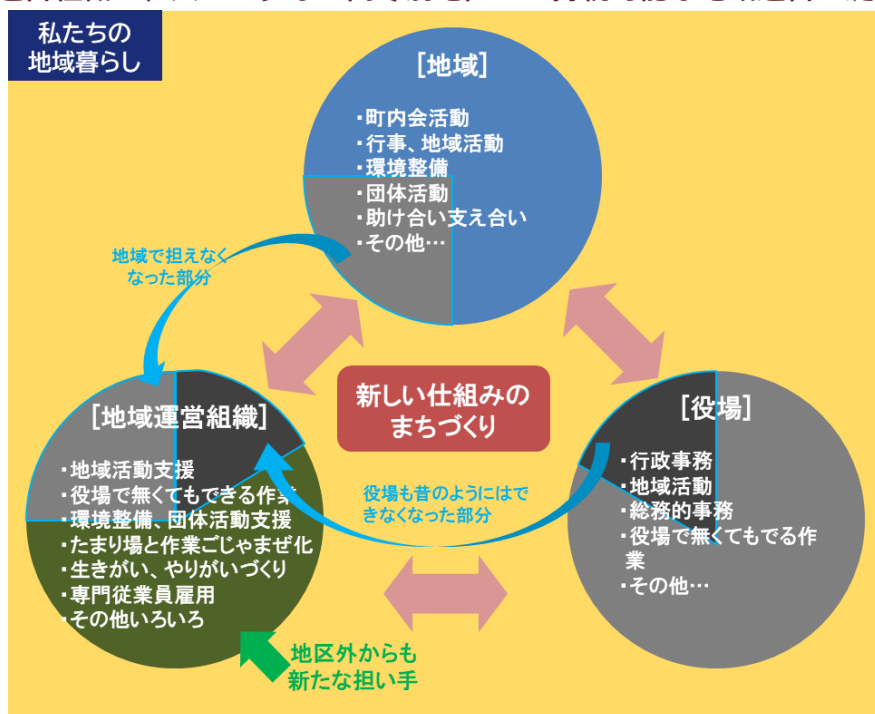 私たちの
地域暮らし
[地域]
・町内会活動
・行事、地域活動
・環境整備
・団体活動
・助け合い支え合い
・その他…
地域で担えなく
なった部分
新しい仕組みの
まちづくり
[地域運営組織]
・地域活動支援
・役場で無くてもできる作業
・環境整備、団体活動支援
・たまり場と作業ごじゃまぜ化
・生きがい、やりがいづくり
・専門従業員雇用
・その他いろいろ
[役場]
・行政事務
・地域活動
・総務的事務
・役場で無くてもでる作
業
・その他…
役場も昔のようにはで
きなくなった部分
地区外からも
新たな担い手